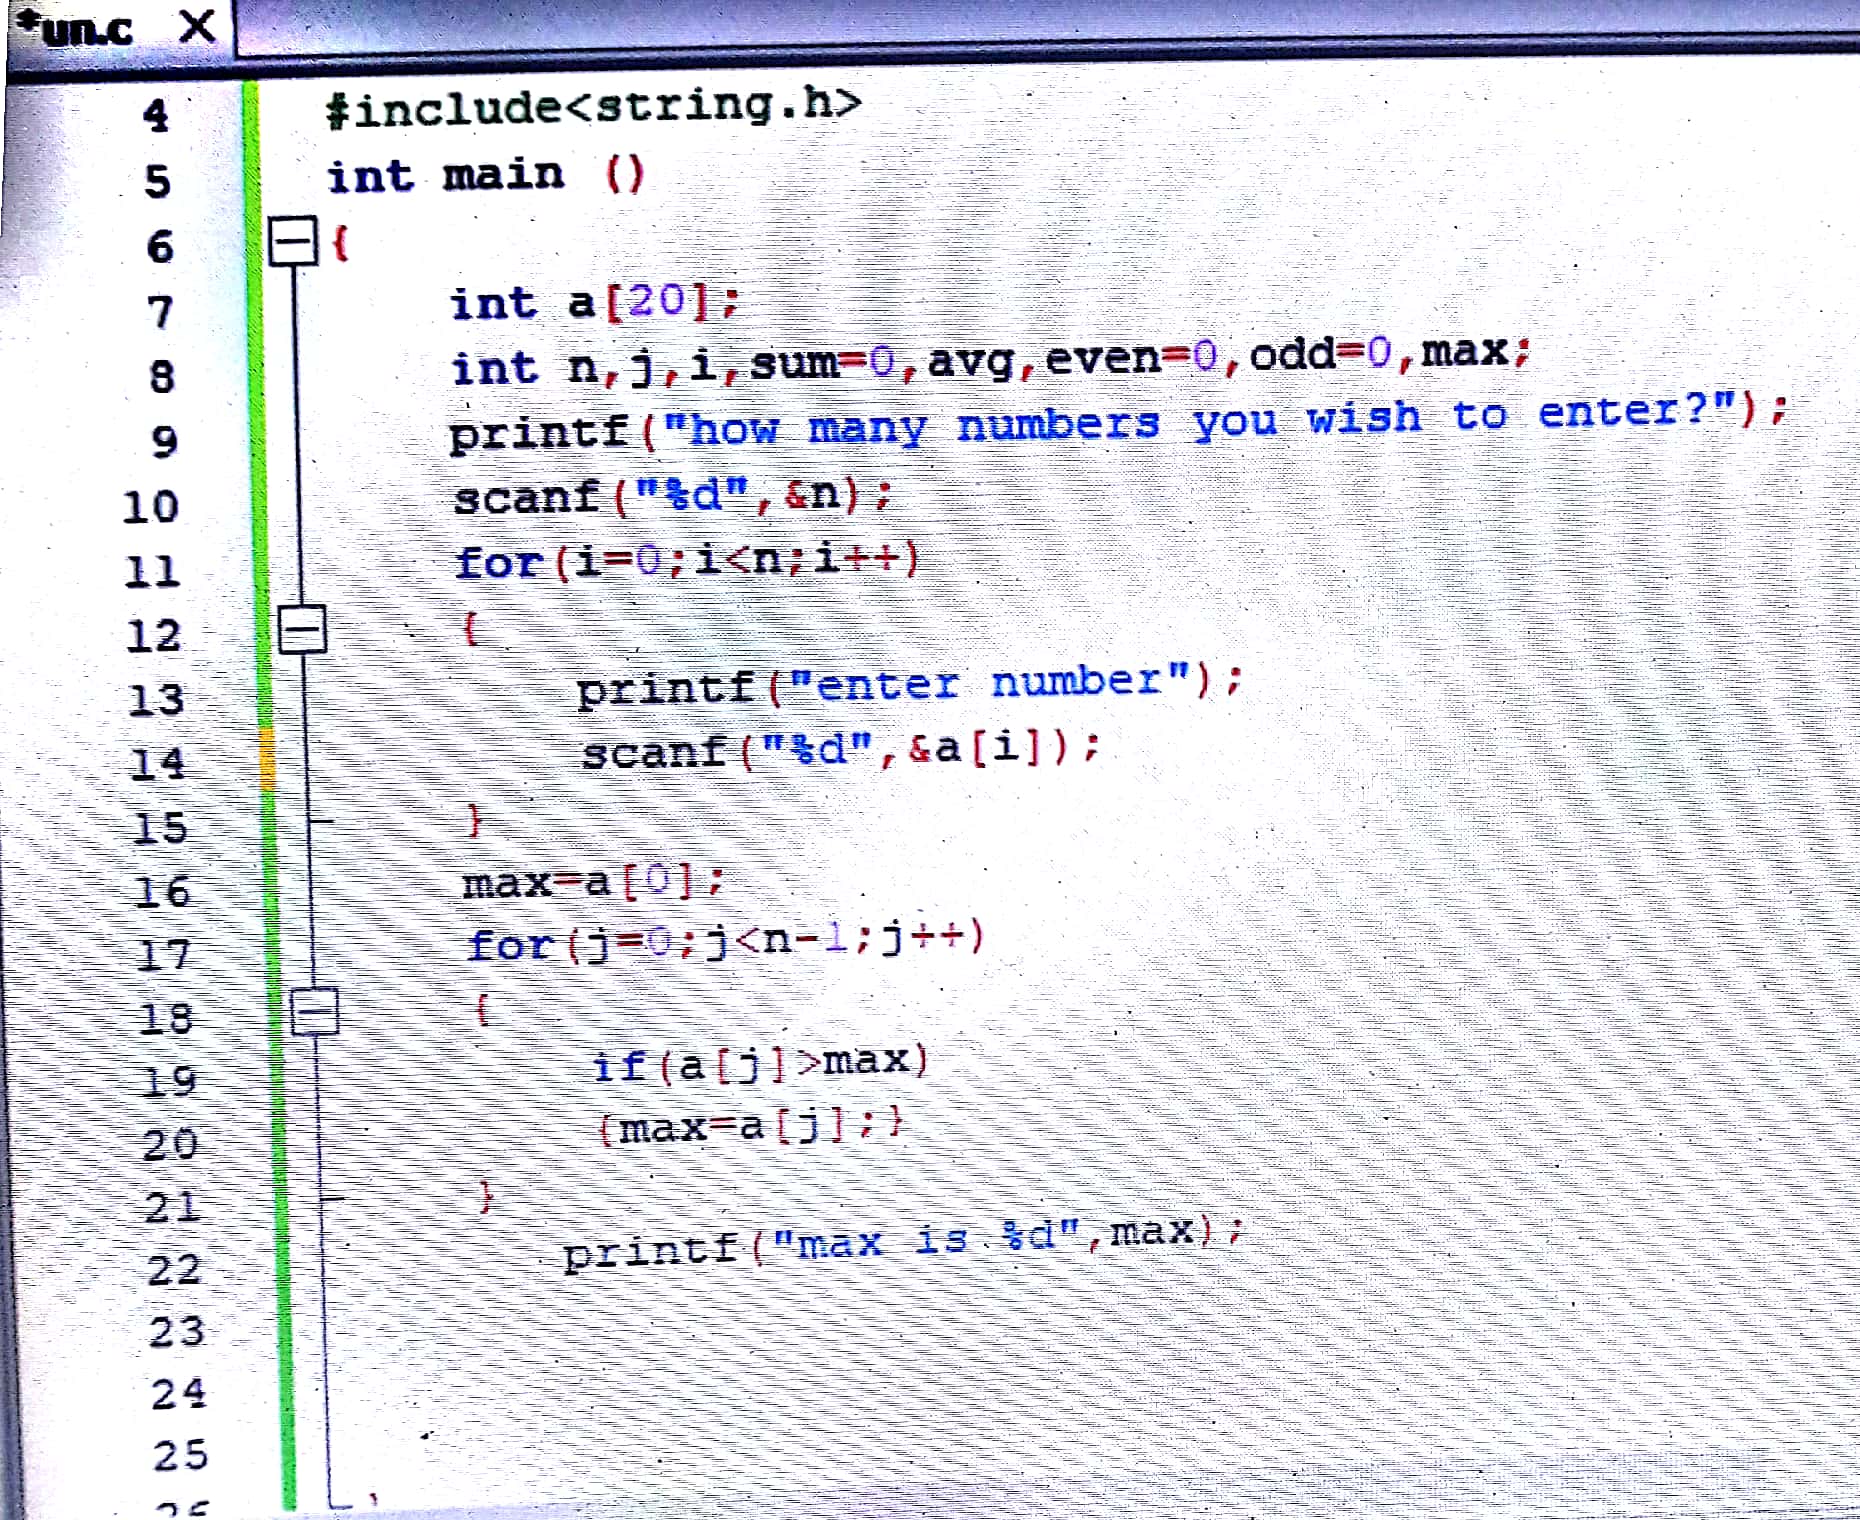 *un.c X
4 #include<string.h>
5 int main ()
6 {
7 int a[20];
8 int n,j,i,sum=0,avg,even=0,odd=0,max;
9 printf("how many numbers you wish to enter?");
10 scanf("%d",&n);
11 for(i=0;i<n;i++)
12 {
13 printf("enter number");
14 scanf("%d",&a[i]);
15 }
16 max=a[0];
17 for(j=0;j<n-1;j++)
18 {
19 if(a[j]>max)
20 {max=a[j];}
21 }
22 printf("max is %d",max);
23
24
25